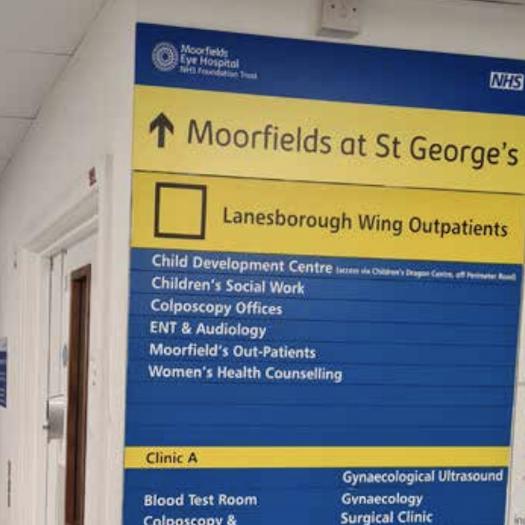 Moorfields
Eye Hospital
NHS Foundation Trust
NHS
Moorfields at St George's
Lanesborough Wing Outpatients
Child Development Centre (access via Children's Dragon Centre, off Perimeter Road)
Children's Social Work
Colposcopy Offices
ENT & Audiology
Moorfield's Out-Patients
Women's Health Counselling
Clinic A
Gynaecological Ultrasound
Blood Test Room Gynaecology
Colposcopy & Surgical Clinic